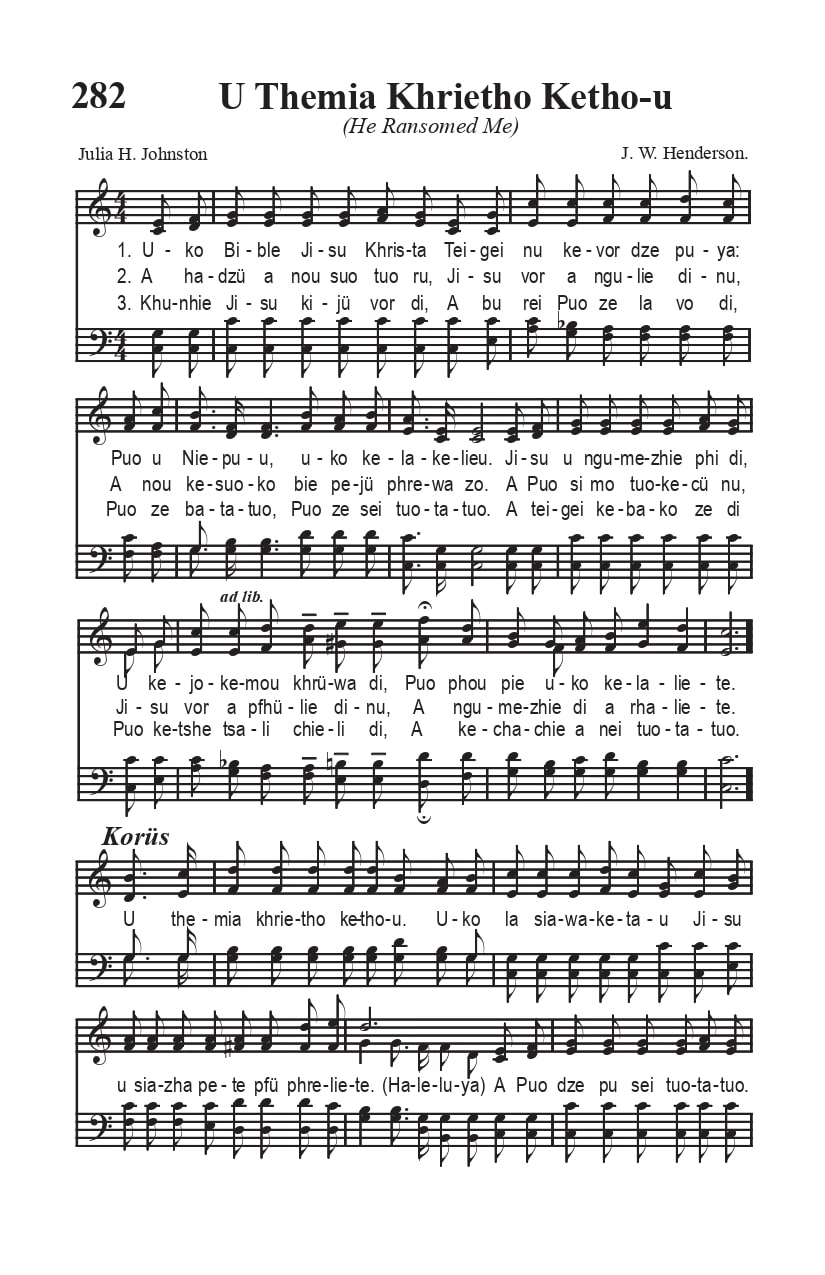 282 U Themia Khrietho Ketho-u
(He Ransomed Me)
Julia H. Johnston J. W. Henderson.
1. U - ko Bi - ble Ji - su Khris - ta Tei - gei nu ke - vor dze pu - ya:
2. A ha - dzü a nou suo tuo ru, Ji - su vor a ngu - lie di - nu,
3. Khu - nhie Ji - su ki - jü vor di, A bu rei Puo ze la vo di,
Puo u Nie - pu - u, u - ko ke - la - ke - lieu. Ji - su u ngu - me - zhie phi di,
A nou ke - suo - ko bie pe - jü phre - wa zo. A Puo si mo tuo - ke - cü nu,
Puo ze ba - ta - tuo, Puo ze sei tuo - ta - tuo. A tei - gei ke - ba - ko ze di
ad lib.
U ke - jo - ke - mou khrü - wa di, Puo phou pie u - ko ke - la - lie - te.
Ji - su vor a pfhü - lie di - nu, A ngu - me - zhie di a rha - lie - te.
Puo ke - tshe tsa - li chie - li di, A ke - cha - chie a nei tuo - ta - tuo.
Korüs
U the - mia khrie - tho ke - tho - u. U - ko la sia - wa - ke - ta - u Ji - su
u sia - zha pe - te pfü phre - lie - te. (Ha - le - lu - ya) A Puo dze pu sei tuo - ta - tuo.